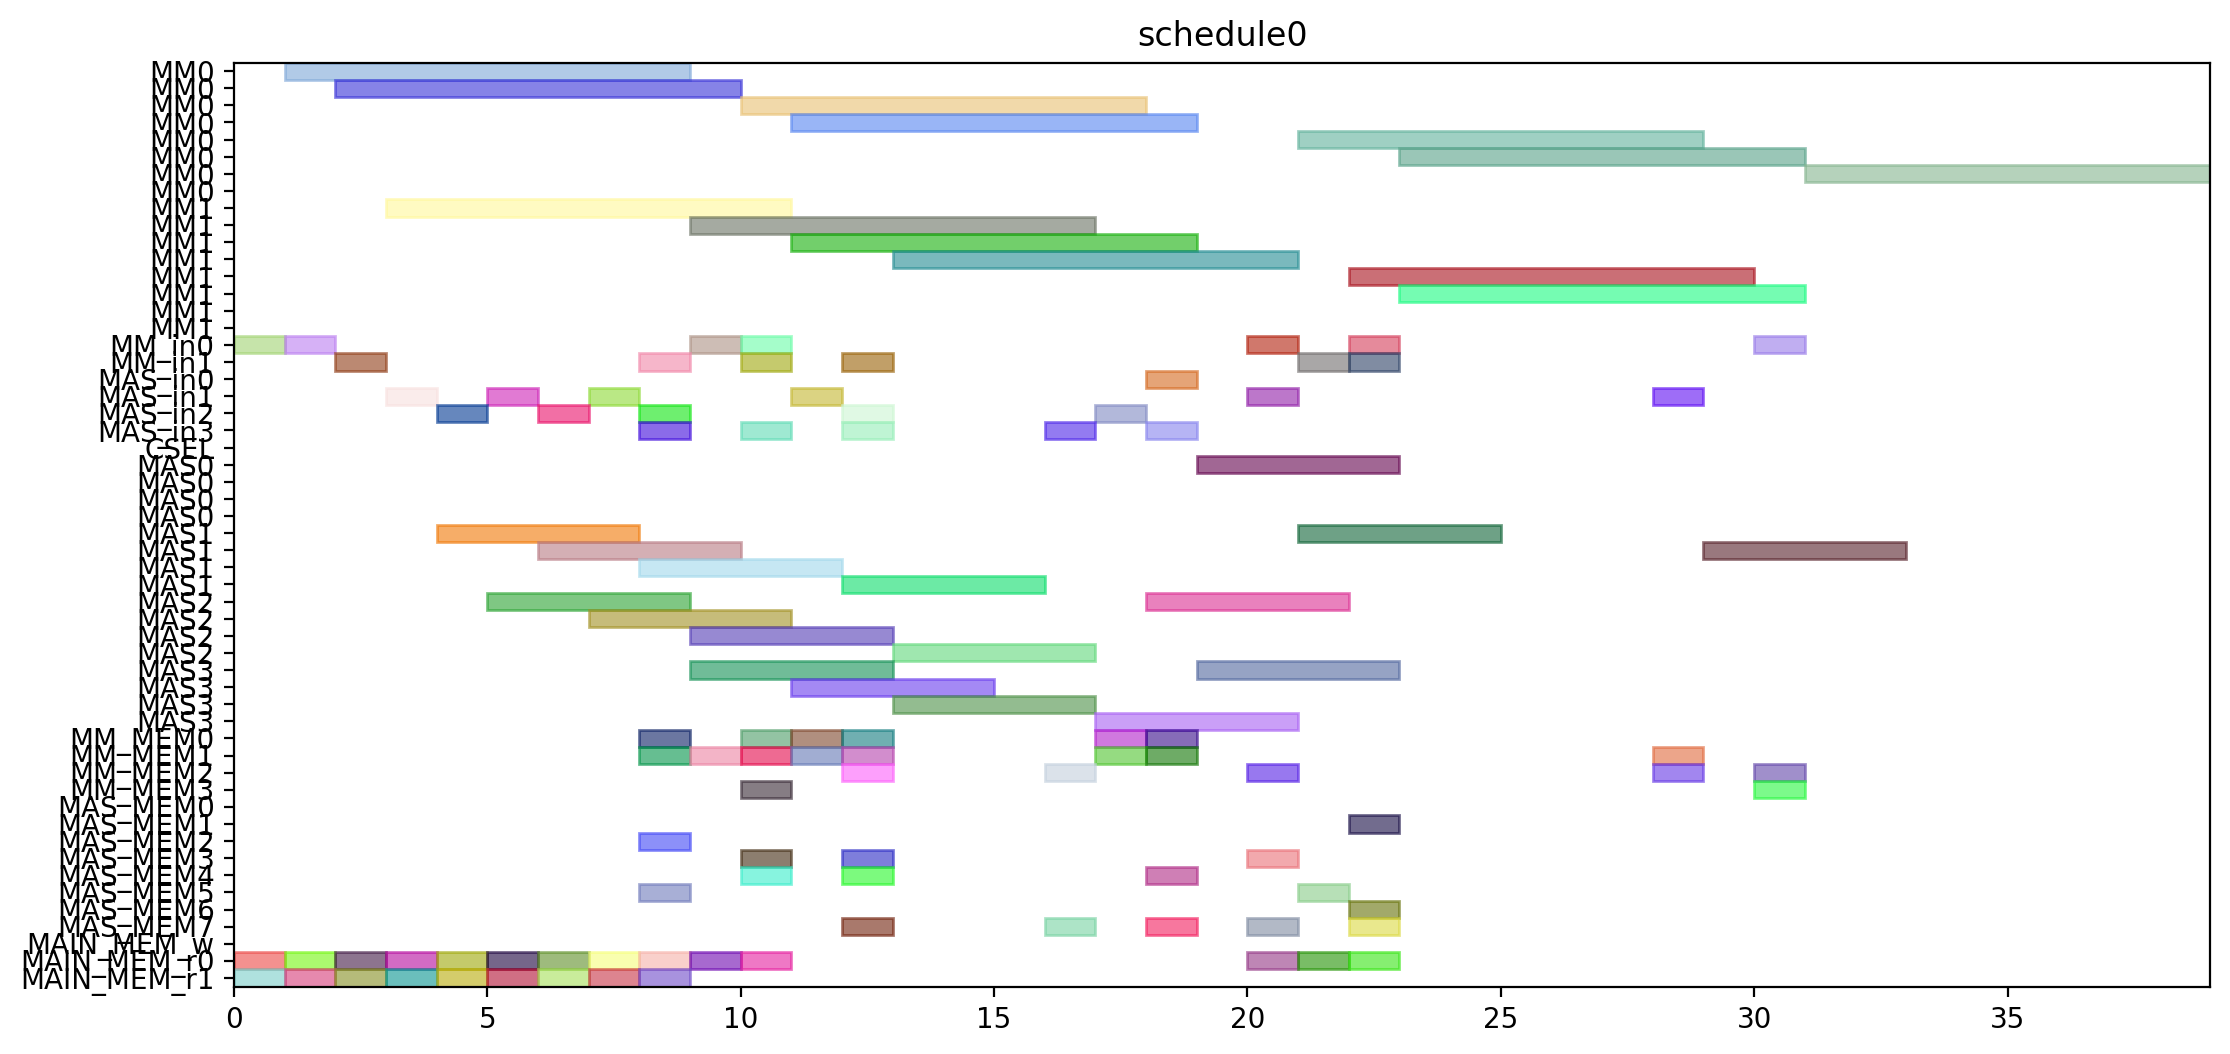 schedule0
MM0
MM0
MM0
MM0
MM0
MM0
MM0
MM0
MM1
MM1
MM1
MM1
MM1
MM1
MM1
MM1
MM_in0
MM_in1
MAS_in0
MAS_in1
MAS_in2
MAS_in3
CSEL
MAS0
MAS0
MAS0
MAS0
MAS1
MAS1
MAS1
MAS1
MAS2
MAS2
MAS2
MAS2
MAS3
MAS3
MAS3
MAS3
MM_MEM0
MM_MEM1
MM_MEM2
MM_MEM3
MAS_MEM0
MAS_MEM1
MAS_MEM2
MAS_MEM3
MAS_MEM4
MAS_MEM5
MAS_MEM6
MAS_MEM7
MAIN_MEM_w
MAIN_MEM_r0
MAIN_MEM_r1
0 5 10 15 20 25 30 35